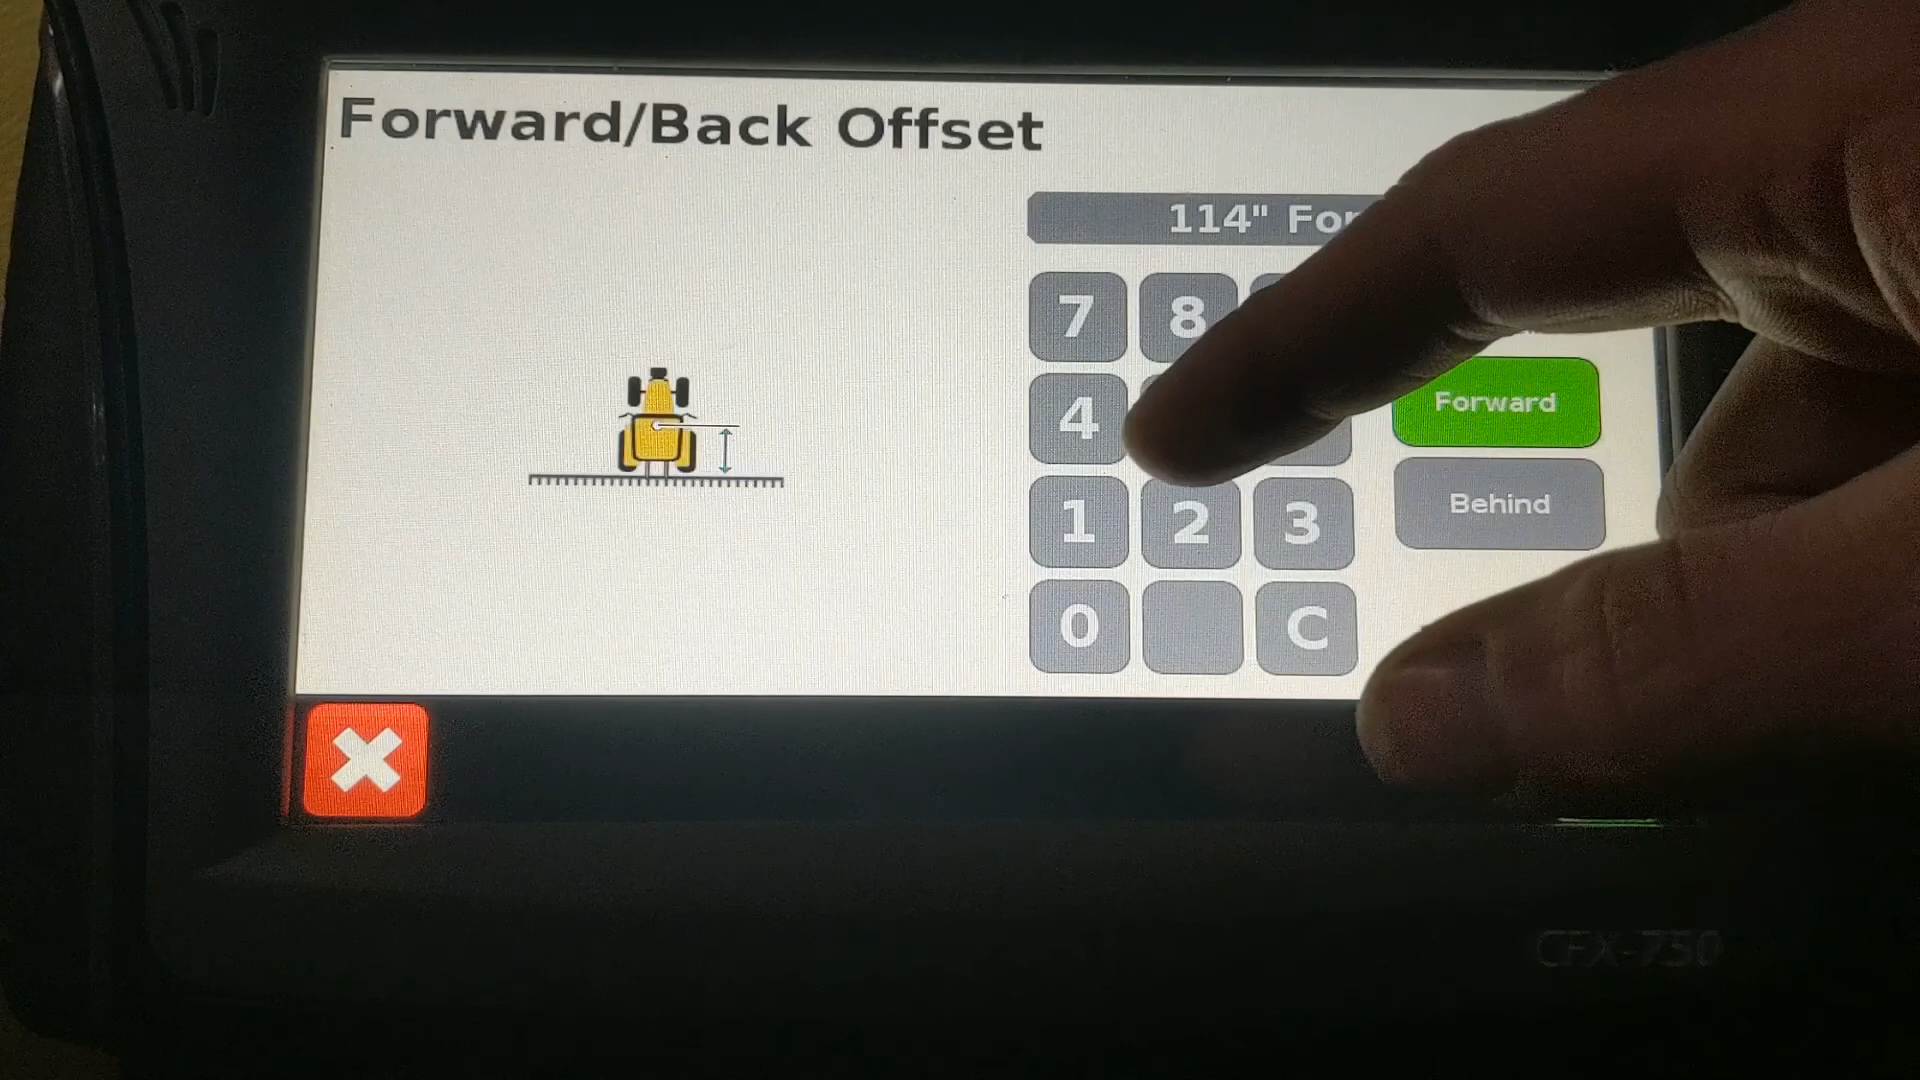 Forward/Back Offset
114" For
7 8
4
Forward
1 2 3
Behind
0 C
CFX-750